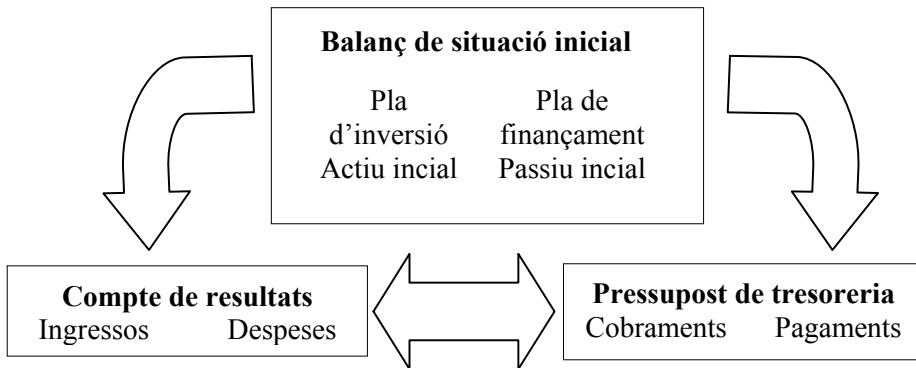 Balanç de situació inicial
Pla Pla de
d’inversió finançament
Actiu incial Passiu incial
Compte de resultats
Ingressos Despeses
Pressupost de tresoreria
Cobraments Pagaments